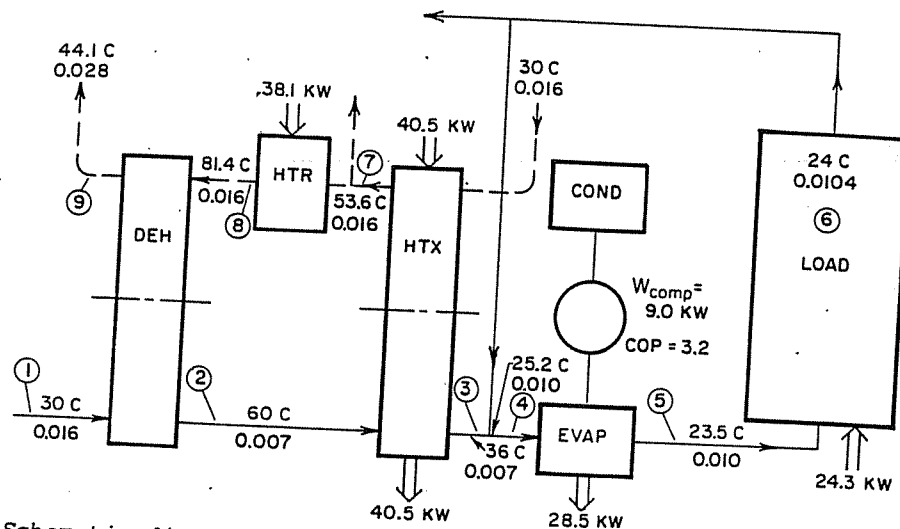 44.1 C
0.028
38.1 KW
40.5 KW
30 C
0.016
81.4 C
0.016
HTR
53.6 C
0.016
7
8
9
DEH
HTX
COND
24 C
0.0104
6
LOAD
Wcomp=
9.0 KW
COP = 3.2
1
30 C
0.016
2
60 C
0.007
3
25.2 C
0.010
4
36 C
0.007
EVAP
5
23.5 C
0.010
24.3 KW
40.5 KW
28.5 KW